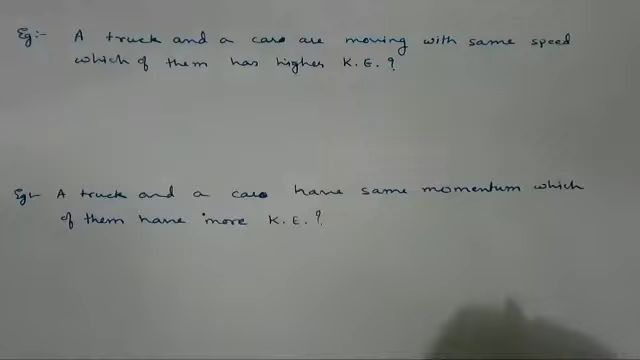 Eg:- A truck and a car are moving with same speed
which of them has higher K.E.?
Eg:- A truck and a car have same momentum which
of them have more K.E.?